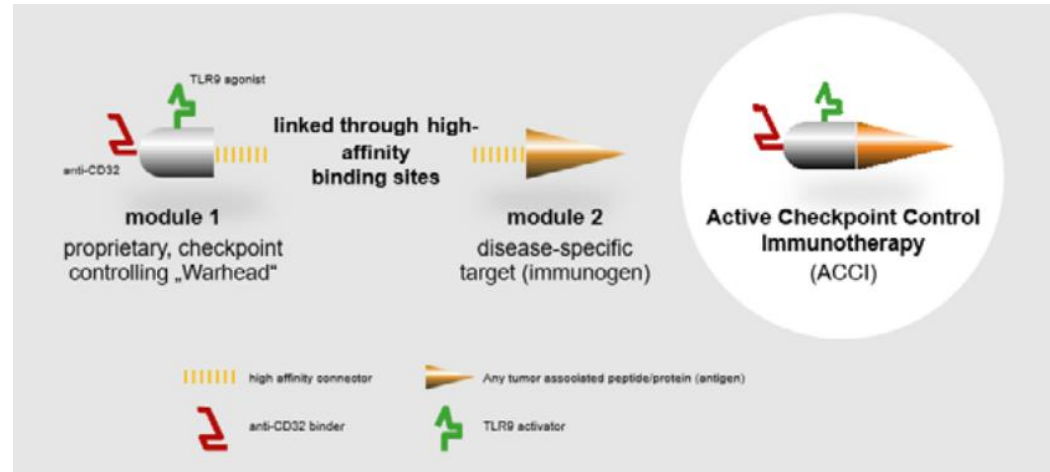 TLR9 agonist
anti-CD32
linked through high-
affinity
binding sites
module 1
proprietary, checkpoint
controlling „Warhead“
module 2
disease-specific
target (immunogen)
Active Checkpoint Control
Immunotherapy
(ACCI)
high affinity connector
Any tumor associated peptide/protein (antigen)
anti-CD32 binder
TLR9 activator